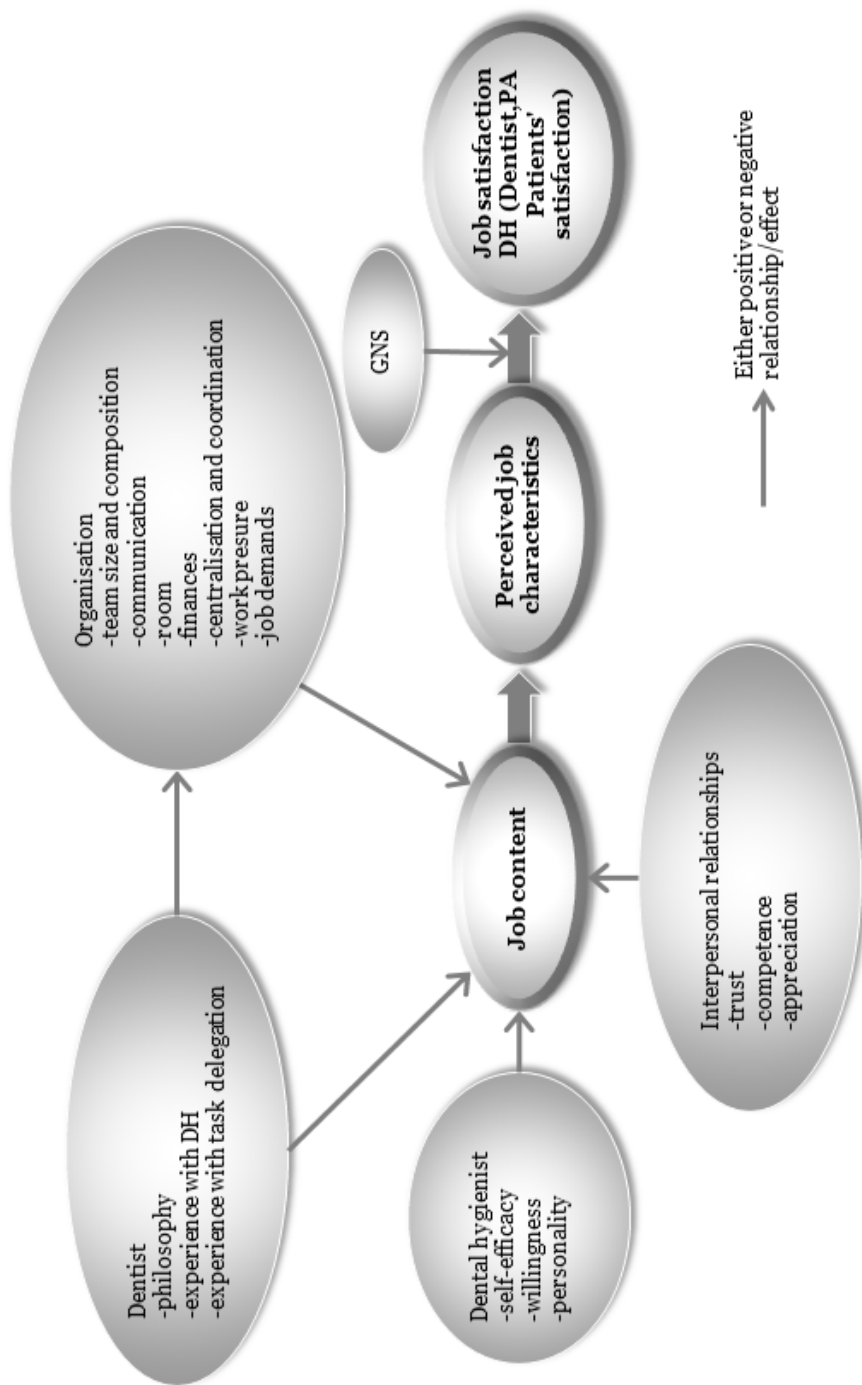 Dentist
-philosophy
-experience with DH
-experience with task delegation
Organisation
-team size and composition
-communication
-room
-finances
-centralisation and coordination
-work presure
-job demands
GNS
Dental hygienist
-self-efficacy
-willingness
-personality
Job content
Perceived job
characteristics
Job satisfaction
DH (Dentist,PA
Patients'
satisfaction)
Interpersonal relationships
-trust
-competence
-appreciation
Either positive or negative
relationship/effect